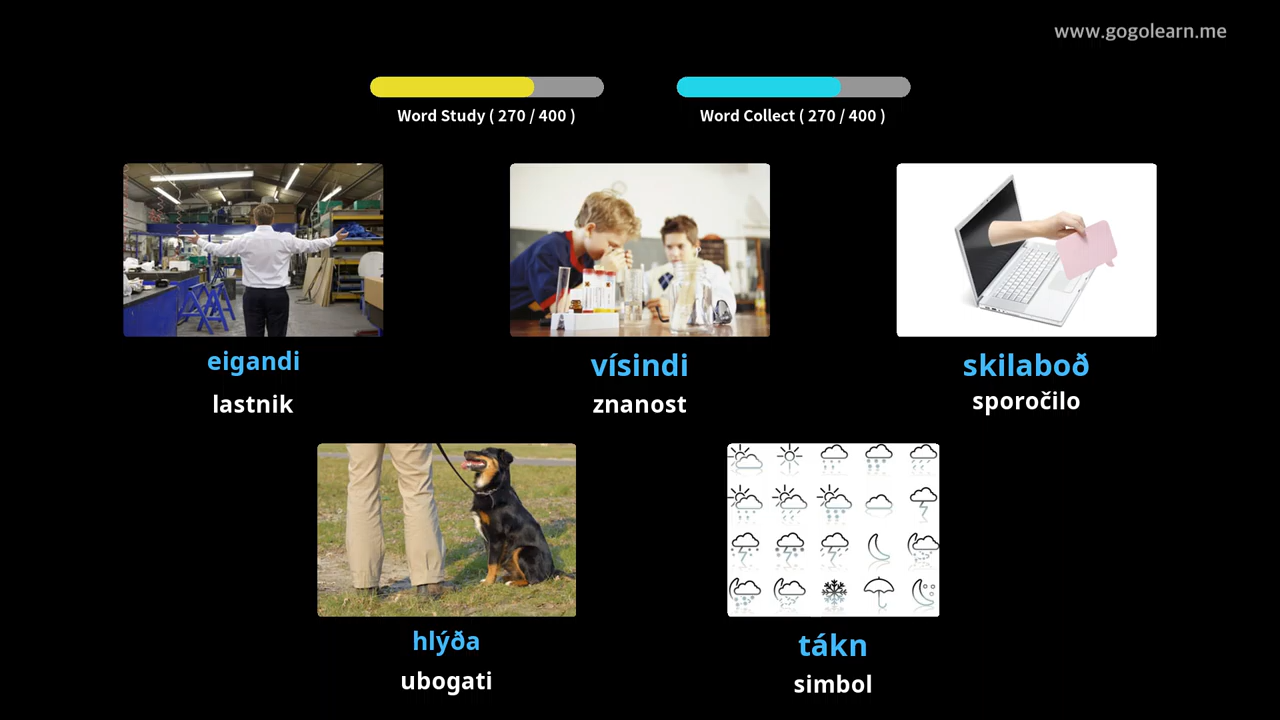 www.gogolearn.me
Word Study ( 270 / 400 )
Word Collect ( 270 / 400 )
eigandi
lastnik
vísindi
znanost
skilaboð
sporočilo
hlýða
ubogati
tákn
simbol